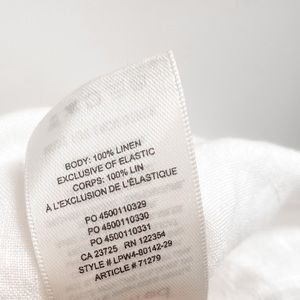 BODY: 100% LINEN
EXCLUSIVE OF ELASTIC
CORPS: 100% LIN
À L'EXCLUSION DE L'ÉLASTIQUE
PO 4500110329
PO 4500110330
PO 4500110331
CA 23725 RN 122354
STYLE # LPW4-80142-29
ARTICLE # 71279